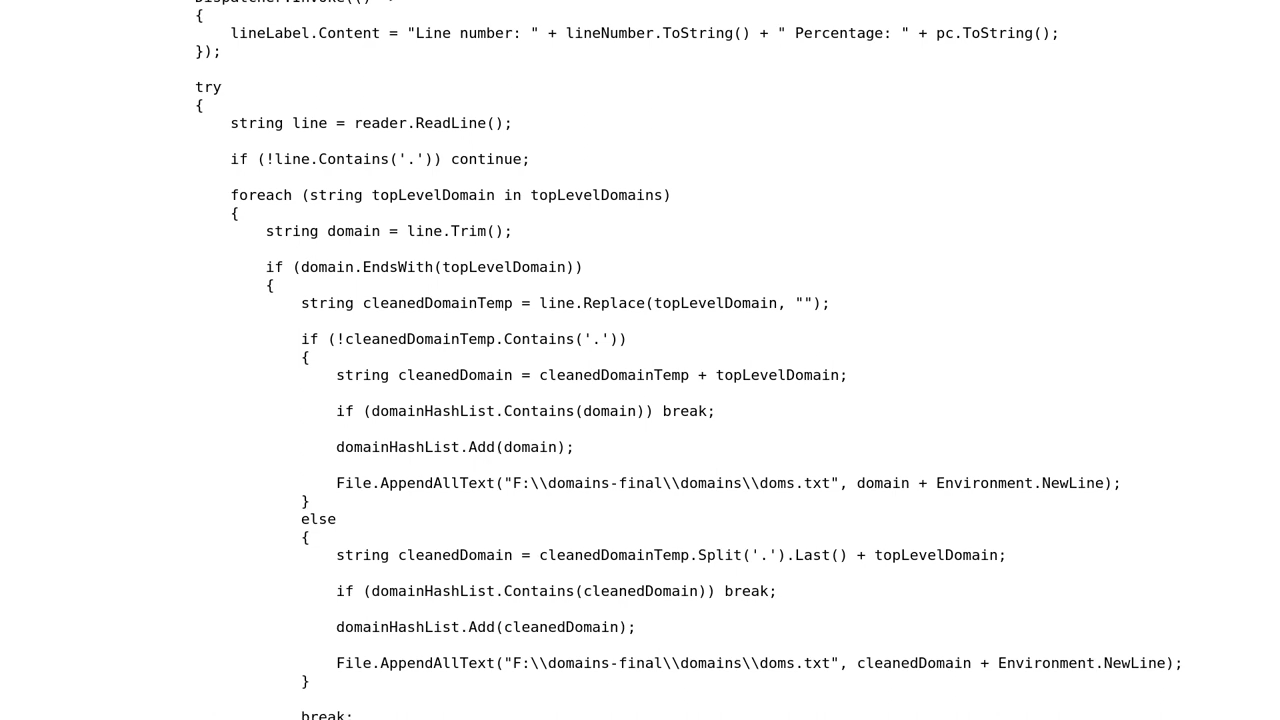 Dispatcher.Invoke(() =>
{
lineLabel.Content = "Line number: " + lineNumber.ToString() + " Percentage: " + pc.ToString();
});
try
{
string line = reader.ReadLine();
if (!line.Contains('.')) continue;
foreach (string topLevelDomain in topLevelDomains)
{
string domain = line.Trim();
if (domain.EndsWith(topLevelDomain))
{
string cleanedDomainTemp = line.Replace(topLevelDomain, "");
if (!cleanedDomainTemp.Contains('.'))
{
string cleanedDomain = cleanedDomainTemp + topLevelDomain;
if (domainHashList.Contains(domain)) break;
domainHashList.Add(domain);
File.AppendAllText("F:\\domains-final\\domains\\doms.txt", domain + Environment.NewLine);
}
else
{
string cleanedDomain = cleanedDomainTemp.Split('.').Last() + topLevelDomain;
if (domainHashList.Contains(cleanedDomain)) break;
domainHashList.Add(cleanedDomain);
File.AppendAllText("F:\\domains-final\\domains\\doms.txt", cleanedDomain + Environment.NewLine);
}
break;